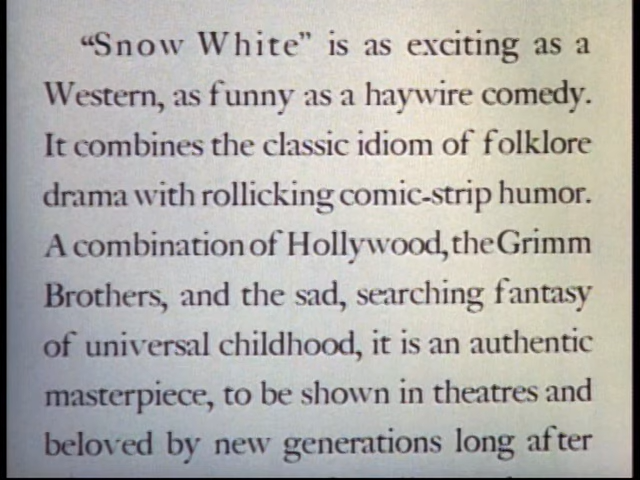 “Snow White” is as exciting as a
Western, as funny as a haywire comedy.
It combines the classic idiom of folklore
drama with rollicking comic-strip humor.
A combination of Hollywood, the Grimm
Brothers, and the sad, searching fantasy
of universal childhood, it is an authentic
masterpiece, to be shown in theatres and
beloved by new generations long after